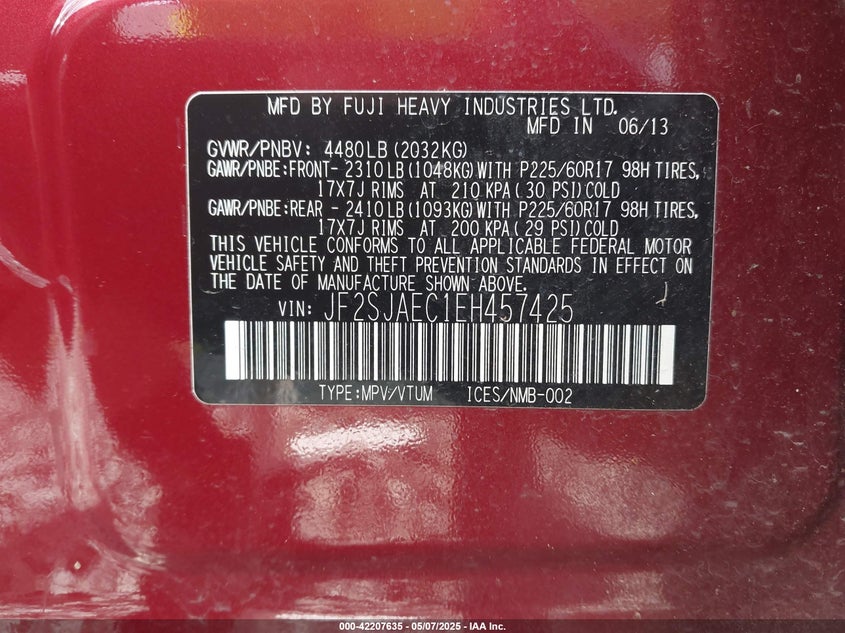 MFD BY FUJI HEAVY INDUSTRIES LTD.
MFD IN 06/13
GVWR/PNBV: 4480LB(2032KG)
GAWR/PNBE:FRONT- 2310LB(1048KG)WITH P225/60R17 98H TIRES,
17X7J RIMS AT 210 KPA(30 PSI)COLD
GAWR/PNBE:REAR - 2410LB(1093KG)WITH P225/60R17 98H TIRES,
17X7J RIMS AT 200 KPA(29 PSI)COLD
THIS VEHICLE CONFORMS TO ALL APPLICABLE FEDERAL MOTOR
VEHICLE SAFETY AND THEFT PREVENTION STANDARDS IN EFFECT ON
THE DATE OF MANUFACTURE SHOWN ABOVE.
VIN: JF2SJAEC1EH457425
TYPE:MPV/VTUM ICES/NMB-002
000-42207635 - 05/07/2025 - IAA Inc.